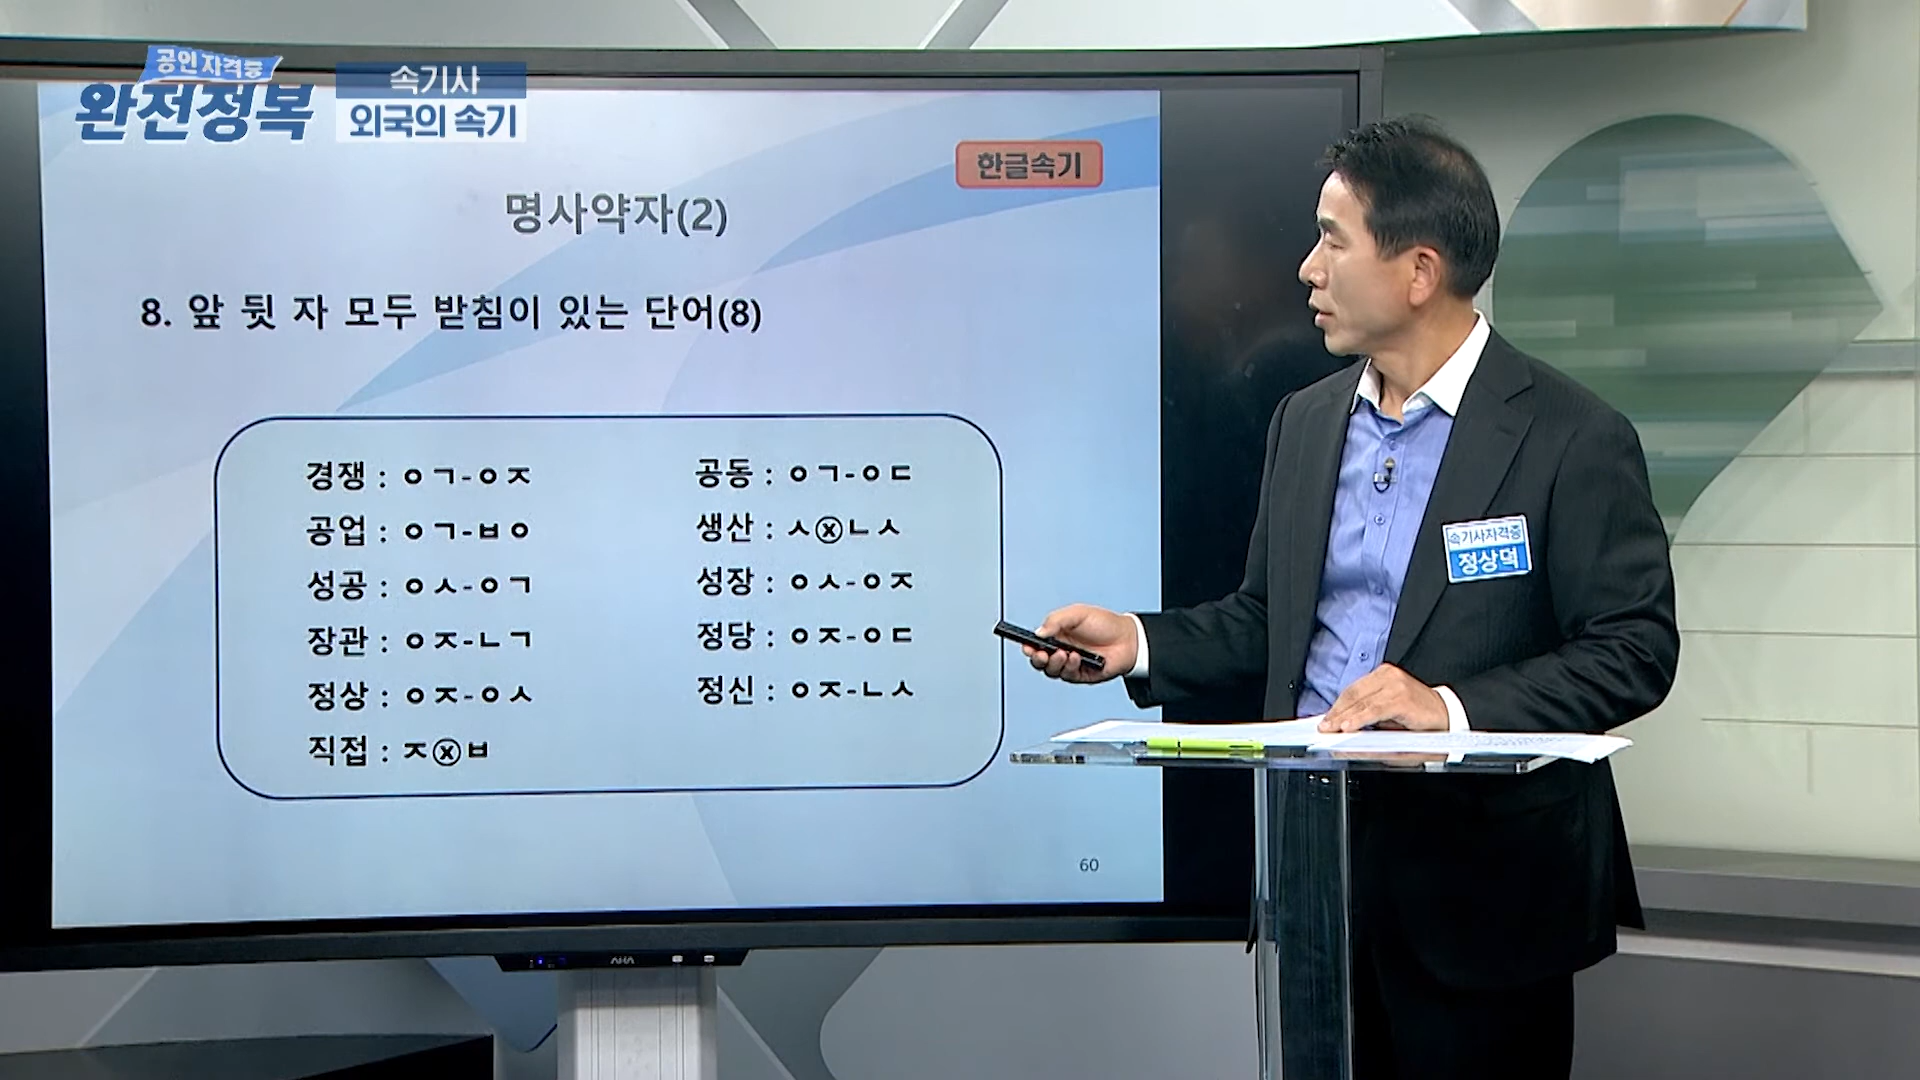 공인 자격증
완전정복
속기사
외국의 속기
한글속기
명사약자(2)
8. 앞 뒷 자 모두 받침이 있는 단어(8)
경쟁 : ㅇㄱ-ㅇㅈ
공업 : ㅇㄱ-ㅂㅇ
성공 : ㅇㅅ-ㅇㄱ
장관 : ㅇㅈ-ㄴㄱ
정상 : ㅇㅈ-ㅇㅅ
직접 : ㅈⓧㅂ
공동 : ㅇㄱ-ㅇㄷ
생산 : ㅅⓧㄴㅅ
성장 : ㅇㅅ-ㅇㅈ
정당 : ㅇㅈ-ㅇㄷ
정신 : ㅇㅈ-ㄴㅅ
60
속기사자격증
정상덕
AHA